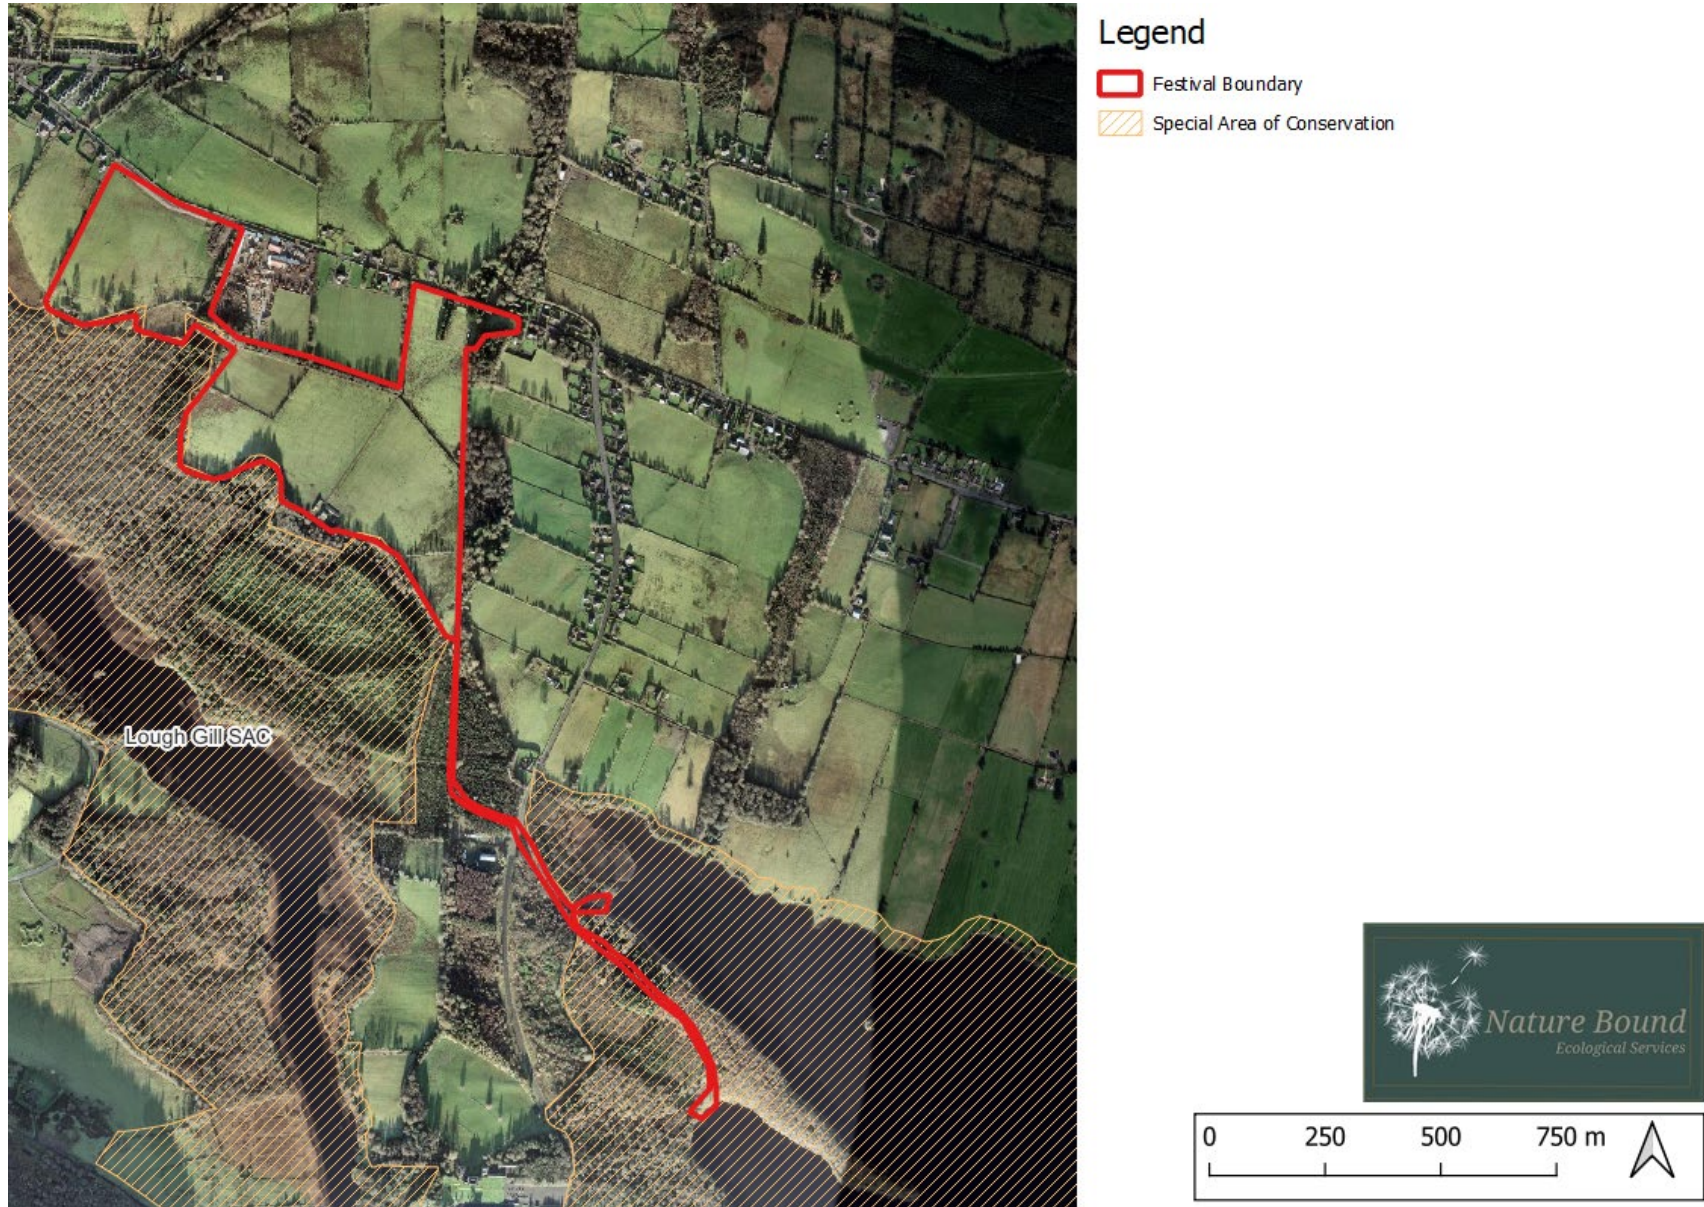 Legend
Festival Boundary
Special Area of Conservation
Lough Gill SAC
Nature Bound
Ecological Services
0 250 500 750 m